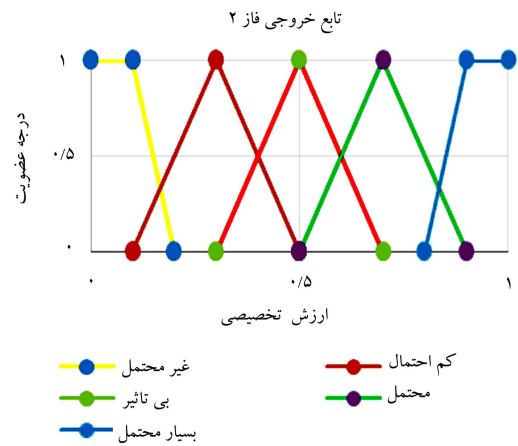 تابع خروجی فاز ۲
۱
۰/۵
۰
درجه عضویت
۰
۰/۵
۱
ارزش تخصیصی
کم احتمال
غیر محتمل
محتمل
بی تاثیر
بسیار محتمل